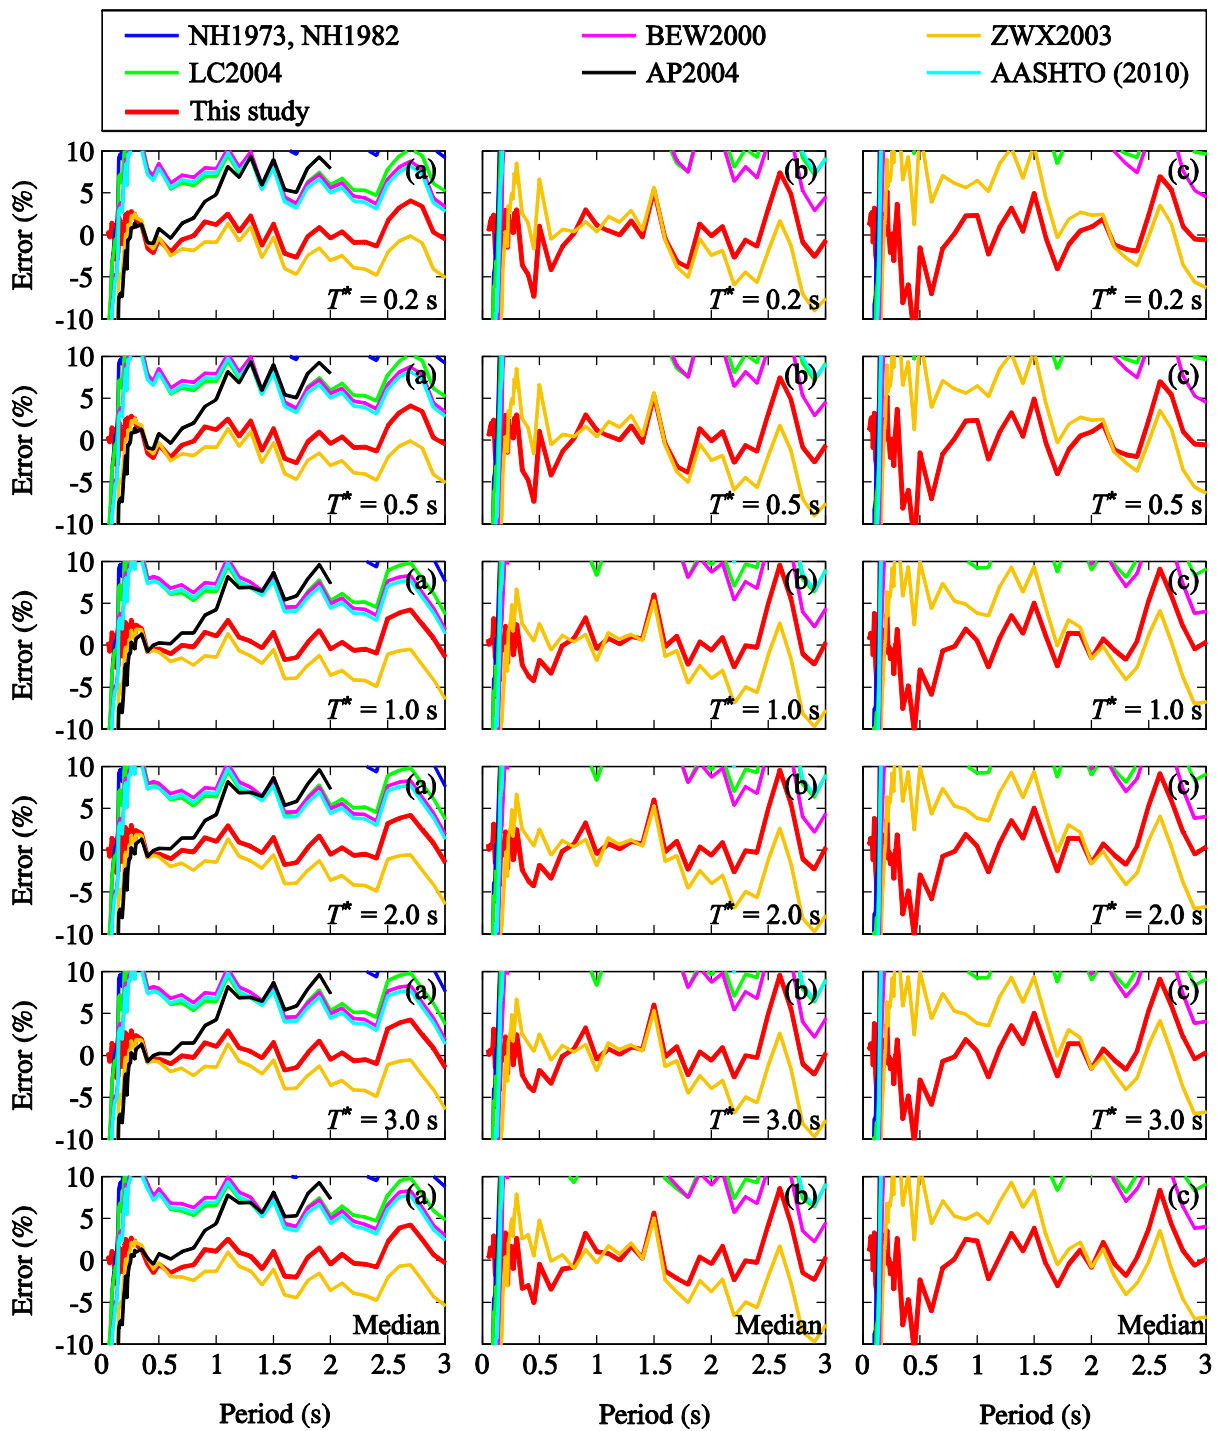 NH1973, NH1982 BEW2000 ZWX2003
LC2004 AP2004 AASHTO (2010)
This study
10 (a) (b) (c)
5
0
-5
-10
Error (%)
T* = 0.2 s T* = 0.2 s T* = 0.2 s
10 (a) (b) (c)
5
0
-5
-10
Error (%)
T* = 0.5 s T* = 0.5 s T* = 0.5 s
10 (a) (b) (c)
5
0
-5
-10
Error (%)
T* = 1.0 s T* = 1.0 s T* = 1.0 s
10 (a) (b) (c)
5
0
-5
-10
Error (%)
T* = 2.0 s T* = 2.0 s T* = 2.0 s
10 (a) (b) (c)
5
0
-5
-10
Error (%)
T* = 3.0 s T* = 3.0 s T* = 3.0 s
10 (a) (b) (c)
5
0
-5
-10
Error (%)
Median Median Median
0 0.5 1 1.5 2 2.5 3 0 0.5 1 1.5 2 2.5 3 0 0.5 1 1.5 2 2.5 3
Period (s) Period (s) Period (s)